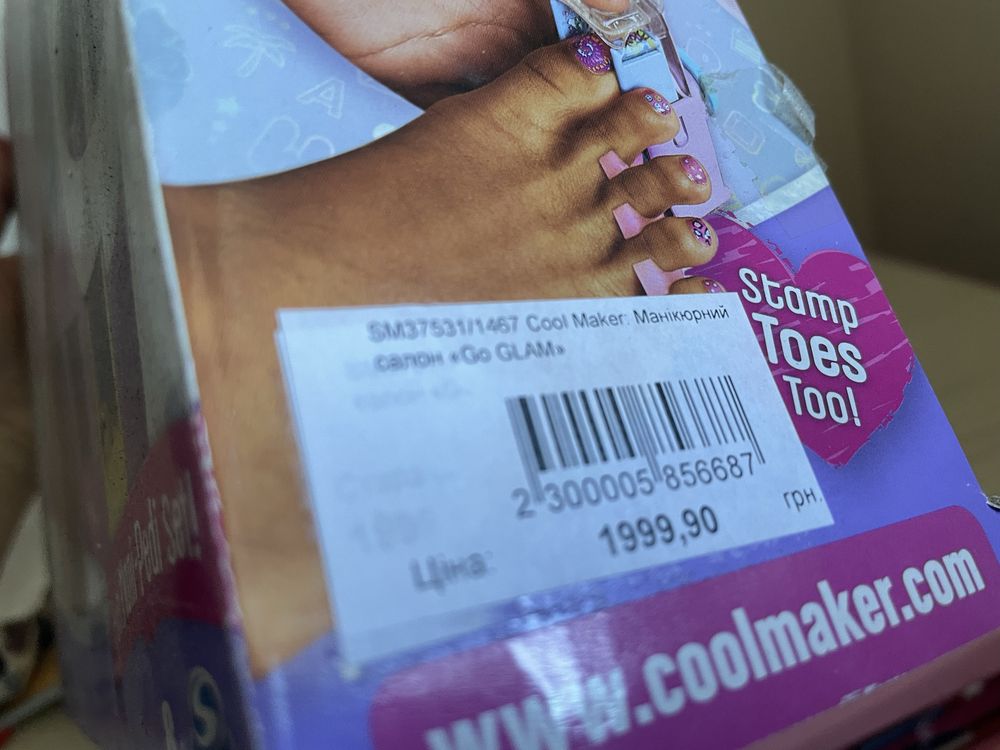 Stamp
Toes
Too!
SM37531/1467 Cool Maker: Манікюрний
салон «Go GLAM»
2 300005 856687
Ціна: 1999,90 грн.
www.coolmaker.com